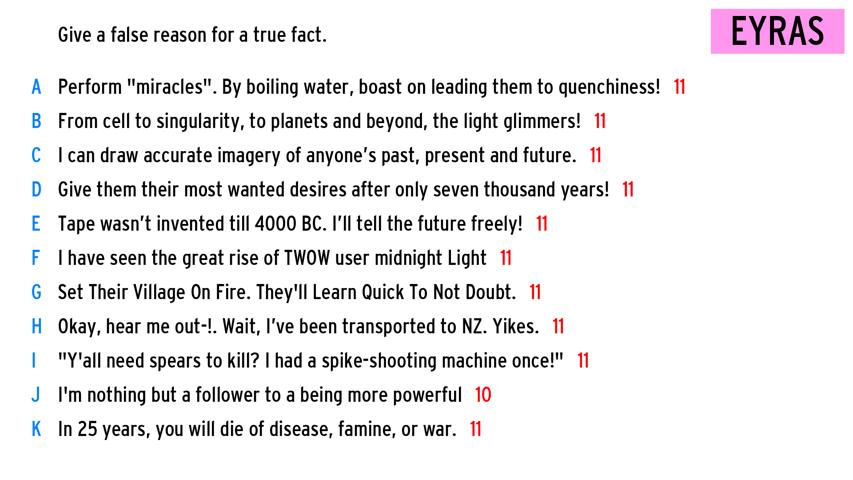 Give a false reason for a true fact.
EYRAS
A Perform "miracles". By boiling water, boast on leading them to quenchiness! 11
B From cell to singularity, to planets and beyond, the light glimmers! 11
C I can draw accurate imagery of anyone's past, present and future. 11
D Give them their most wanted desires after only seven thousand years! 11
E Tape wasn't invented till 4000 BC. I'll tell the future freely! 11
F I have seen the great rise of TWOW user midnight Light 11
G Set Their Village On Fire. They'll Learn Quick To Not Doubt. 11
H Okay, hear me out-!. Wait, I've been transported to NZ. Yikes. 11
I "Y'all need spears to kill? I had a spike-shooting machine once!" 11
J I'm nothing but a follower to a being more powerful 10
K In 25 years, you will die of disease, famine, or war. 11